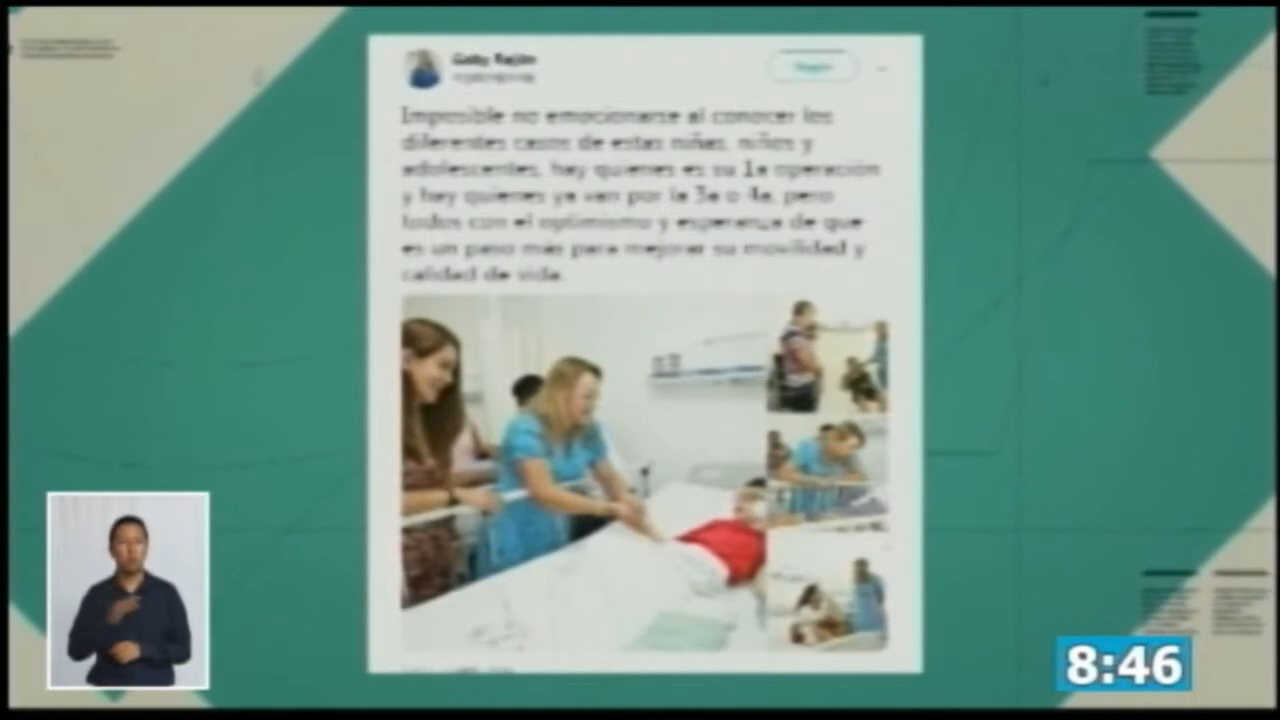 Gaby Rejón
Seguir
Imposible no emocionarse al conocer los
diferentes casos de estas niñas, niños y
adolescentes, hay quienes es su 1a operación
y hay quienes ya van por la 3a o 4a, pero
todos con el optimismo y esperanza de que
es un paso más para mejorar su movilidad y
calidad de vida.
8:46